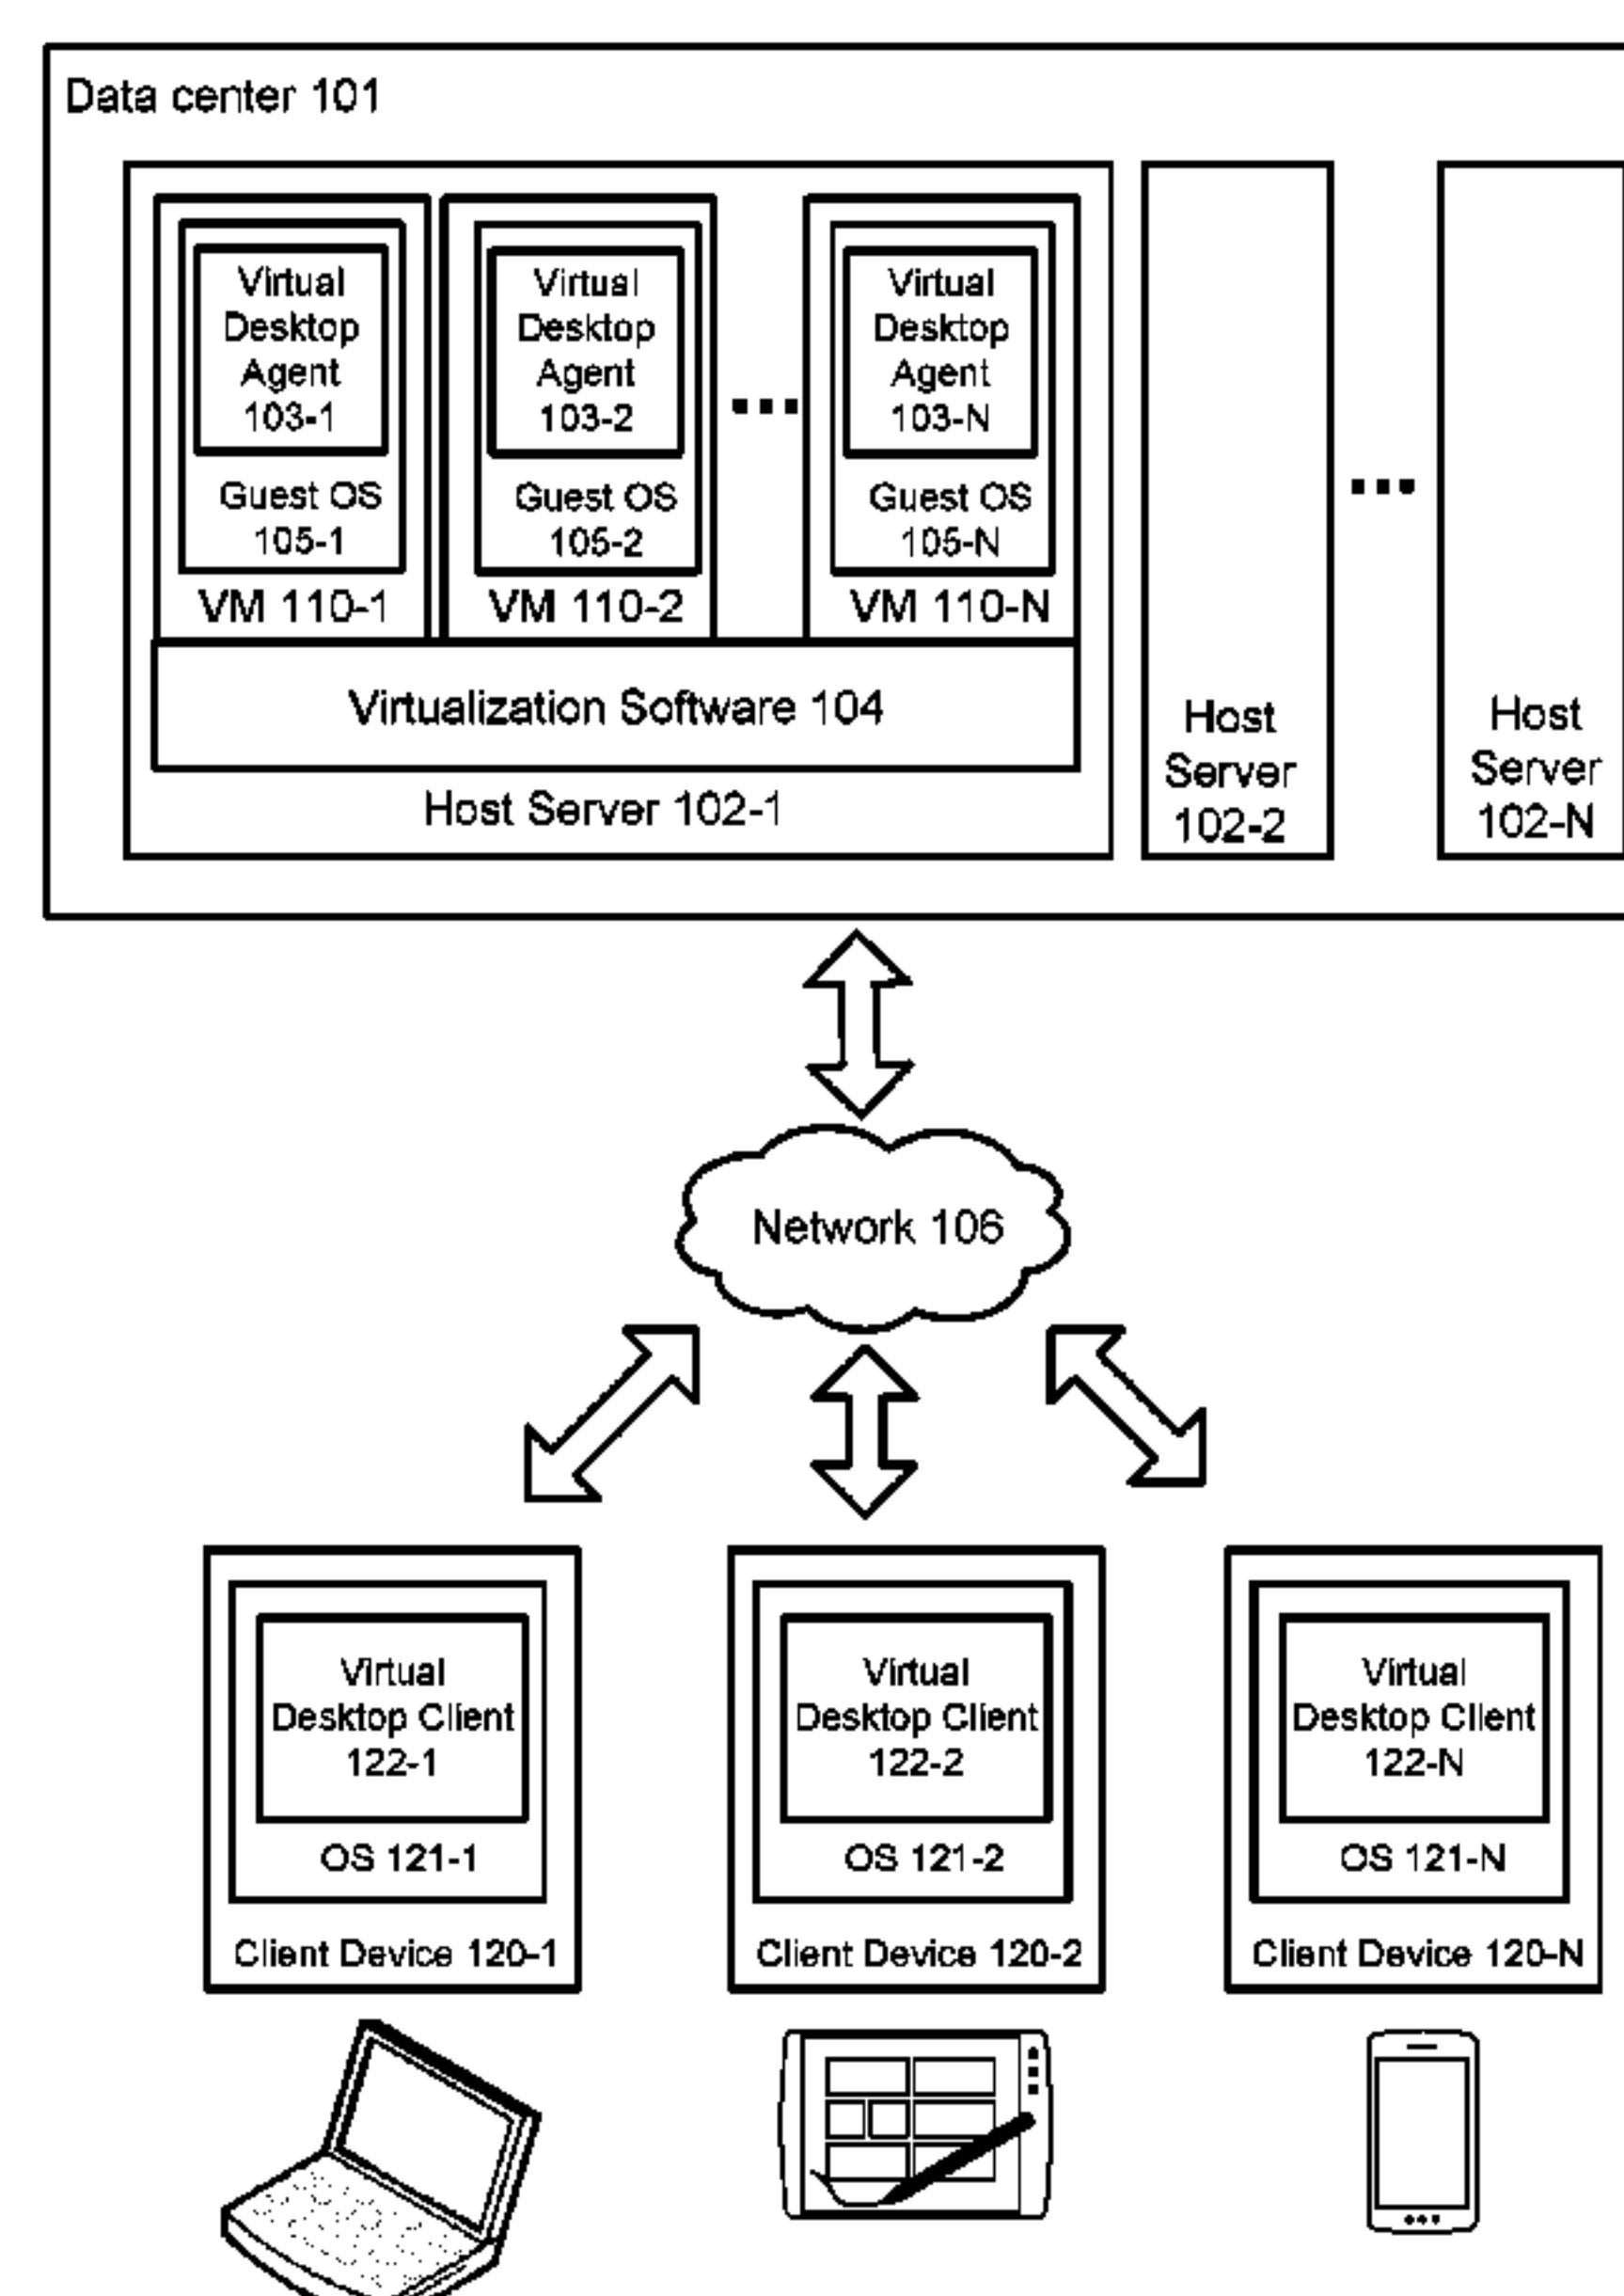 Data center 101
Virtual
Desktop
Agent
103-1
Guest OS
105-1
VM 110-1
Virtual
Desktop
Agent
103-2
Guest OS
105-2
VM 110-2
Virtual
Desktop
Agent
103-N
Guest OS
105-N
VM 110-N
Virtualization Software 104
Host Server 102-1
Host
Server
102-2
Host
Server
102-N
Network 106
Virtual
Desktop Client
122-1
OS 121-1
Client Device 120-1
Virtual
Desktop Client
122-2
OS 121-2
Client Device 120-2
Virtual
Desktop Client
122-N
OS 121-N
Client Device 120-N